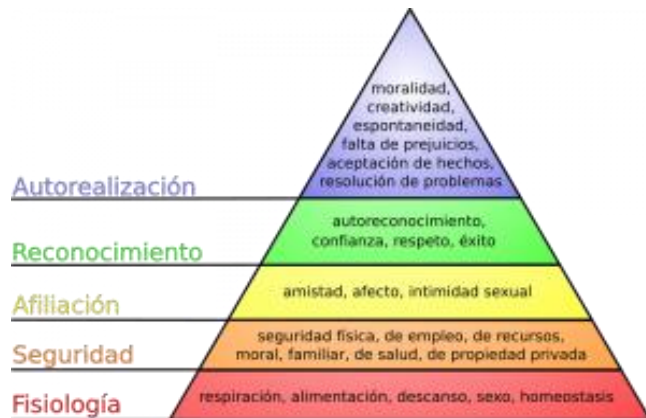 moralidad,
creatividad,
espontaneidad,
falta de prejuicios,
aceptación de hechos,
resolución de problemas
Autorealización
autoreconocimiento,
confianza, respeto, éxito
Reconocimiento
amistad, afecto, intimidad sexual
Afiliación
seguridad física, de empleo, de recursos,
moral, familiar, de salud, de propiedad privada
Seguridad
respiración, alimentación, descanso, sexo, homeostasis
Fisiología